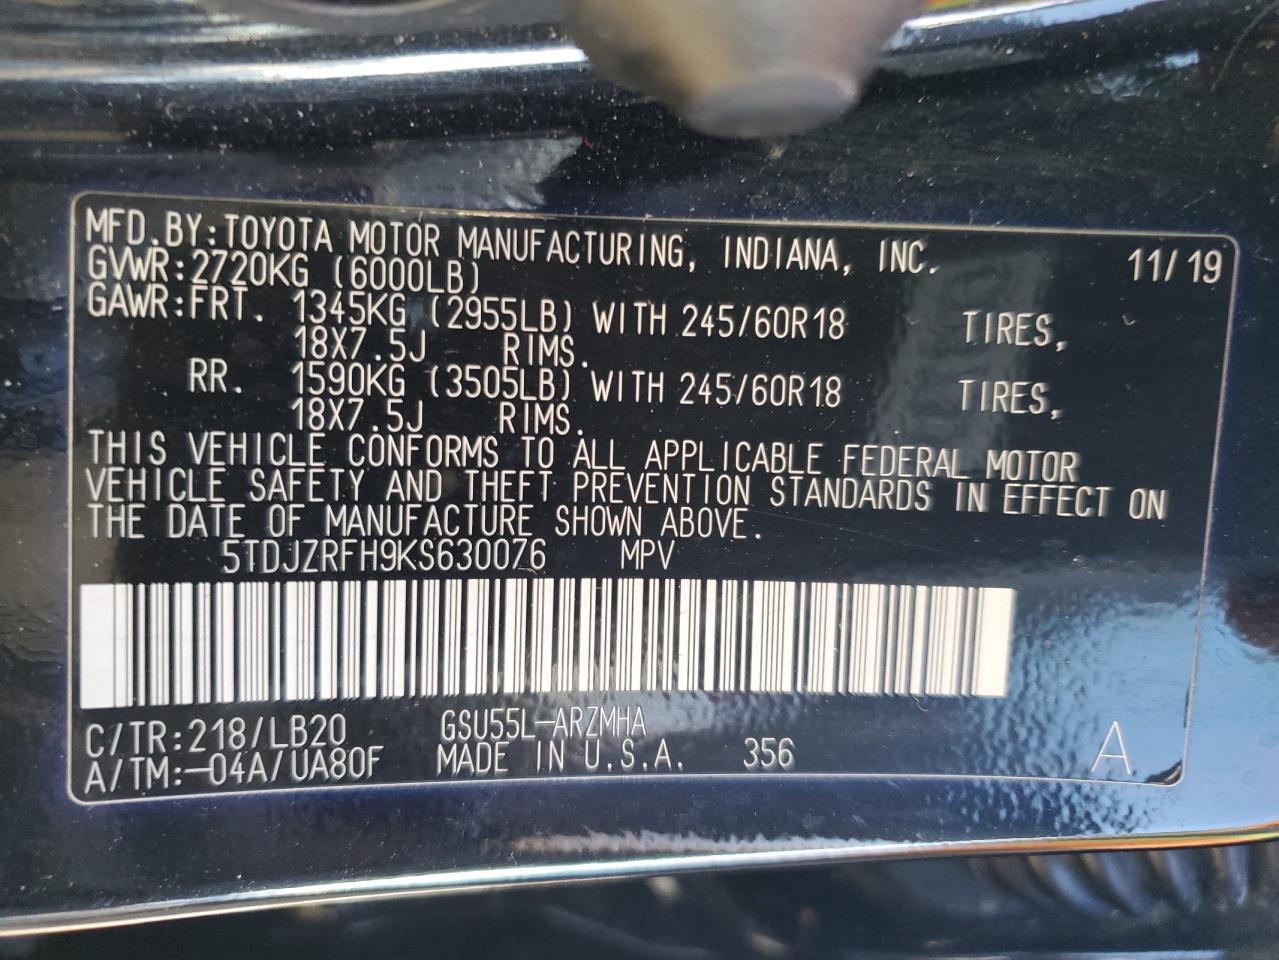 MFD.BY:TOYOTA MOTOR MANUFACTURING, INDIANA, INC. 11/19
GVWR:2720KG (6000LB)
GAWR:FRT. 1345KG (2955LB) WITH 245/60R18 TIRES,
18X7.5J RIMS.
RR. 1590KG (3505LB) WITH 245/60R18 TIRES,
18X7.5J RIMS.
THIS VEHICLE CONFORMS TO ALL APPLICABLE FEDERAL MOTOR
VEHICLE SAFETY AND THEFT PREVENTION STANDARDS IN EFFECT ON
THE DATE OF MANUFACTURE SHOWN ABOVE.
5TDJZRFH9KS630076 MPV
C/TR:218/LB20 GSU55L-ARZMHA
A/TM:-04A/UA80F MADE IN U.S.A. 356 A